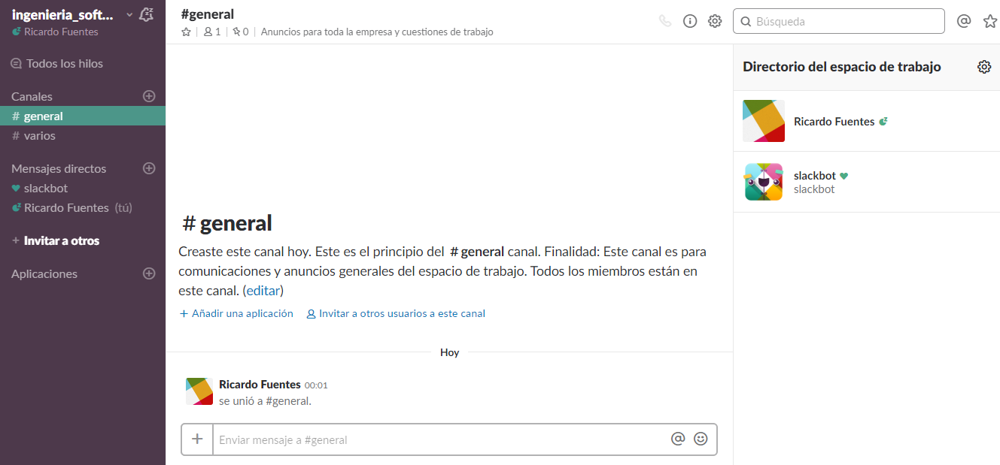 ingenieria_soft...
Ricardo Fuentes
Todos los hilos
Canales
# general
# varios
Mensajes directos
slackbot
Ricardo Fuentes (tú)
+ Invitar a otros
Aplicaciones
#general
1 | 0 | Anuncios para toda la empresa y cuestiones de trabajo
Búsqueda
# general
Creaste este canal hoy. Este es el principio del # general canal. Finalidad: Este canal es para
comunicaciones y anuncios generales del espacio de trabajo. Todos los miembros están en
este canal. (editar)
+ Añadir una aplicación Invitar a otros usuarios a este canal
Hoy
Ricardo Fuentes 00:01
se unió a #general.
+ Enviar mensaje a #general @
Directorio del espacio de trabajo
Ricardo Fuentes
slackbot
slackbot